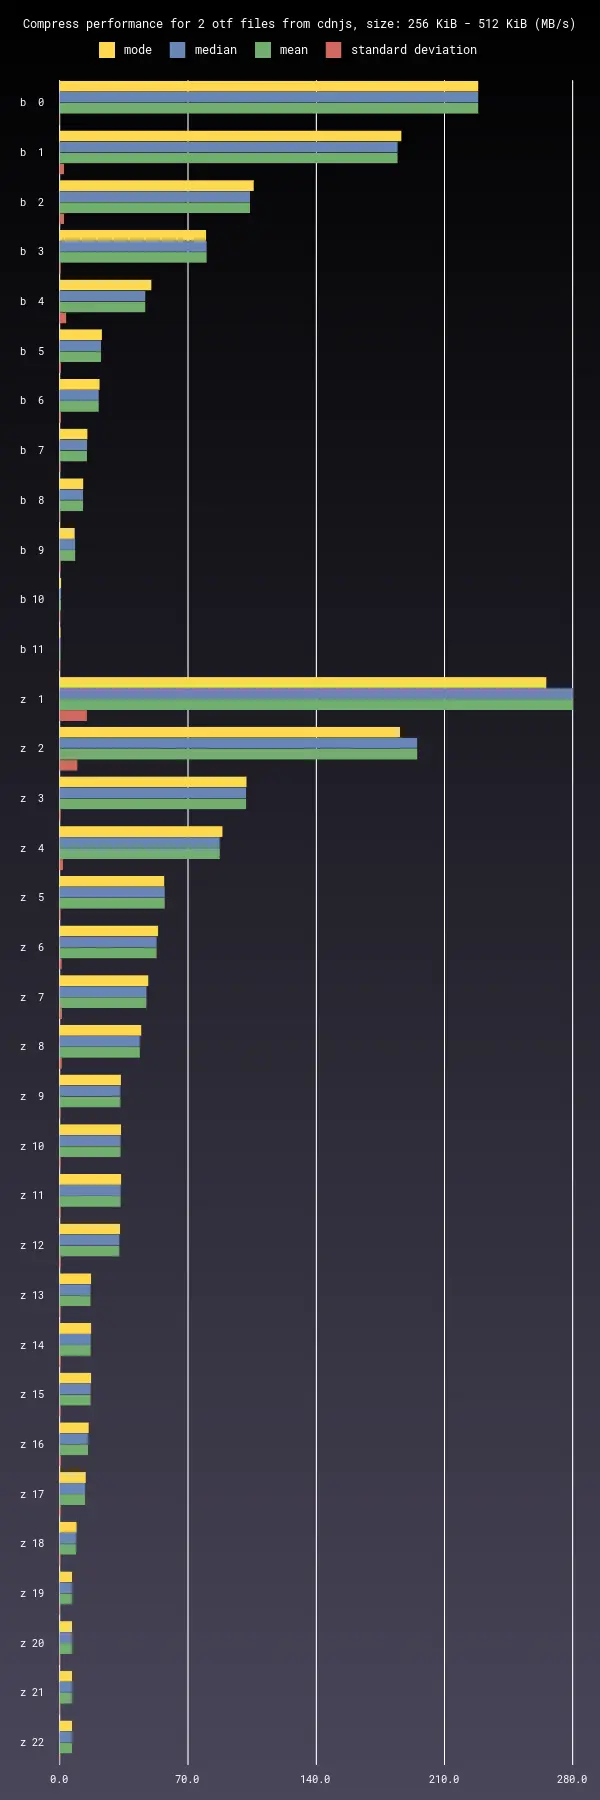 Compress performance for 2 otf files from cdnjs, size: 256 KiB - 512 KiB (MB/s)
mode median mean standard deviation
b 0
b 1
b 2
b 3
b 4
b 5
b 6
b 7
b 8
b 9
b 10
b 11
z 1
z 2
z 3
z 4
z 5
z 6
z 7
z 8
z 9
z 10
z 11
z 12
z 13
z 14
z 15
z 16
z 17
z 18
z 19
z 20
z 21
z 22
0.0 70.0 140.0 210.0 280.0